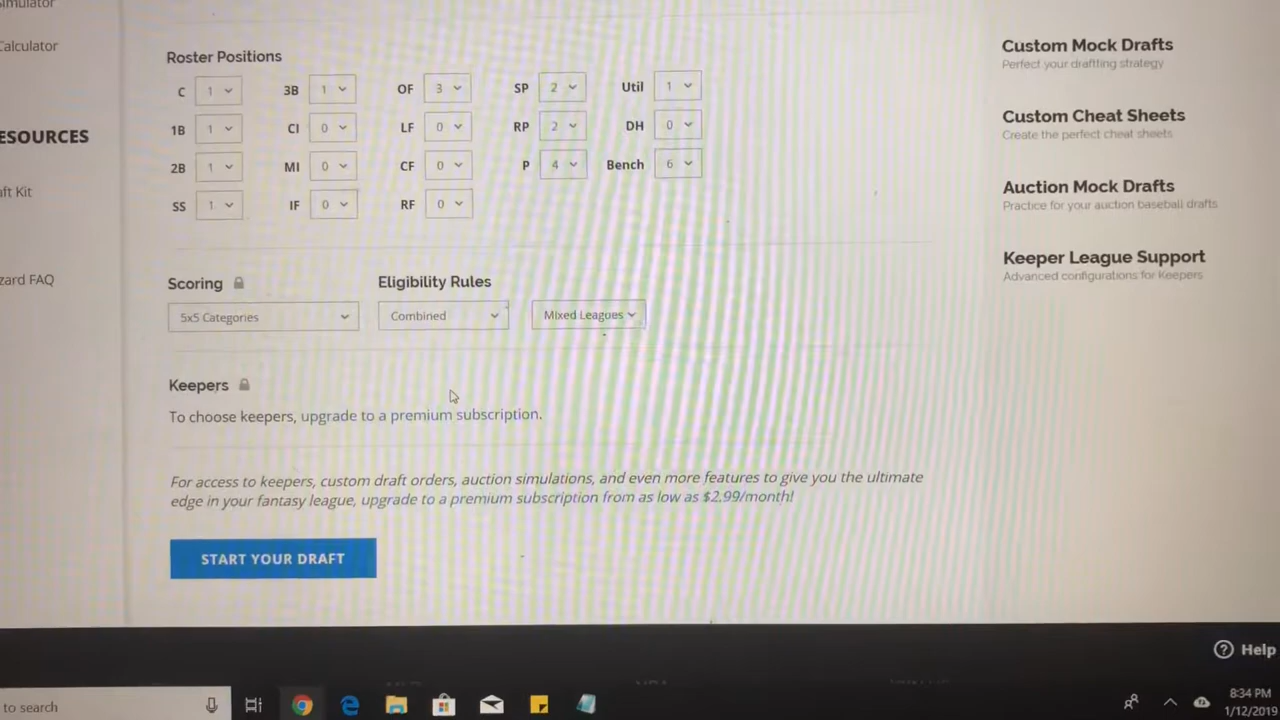 Calculator
ESOURCES
aft Kit
zard FAQ
Roster Positions
C 1 3B 1 OF 3 SP 2 Util 1
1B 1 CI 0 LF 0 RP 2 DH 0
2B 1 MI 0 CF 0 P 4 Bench 6
SS 1 IF 0 RF 0
Scoring Eligibility Rules
5x5 Categories Combined Mixed Leagues
Keepers
To choose keepers, upgrade to a premium subscription.
For access to keepers, custom draft orders, auction simulations, and even more features to give you the ultimate
edge in your fantasy league, upgrade to a premium subscription from as low as $2.99/month!
START YOUR DRAFT
Custom Mock Drafts
Perfect your draftting strategy
Custom Cheat Sheets
Create the perfect cheat sheets
Auction Mock Drafts
Practice for your auction baseball drafts
Keeper League Support
Advanced configurations for Keepers
Help
to search
8:34 PM
1/12/2019